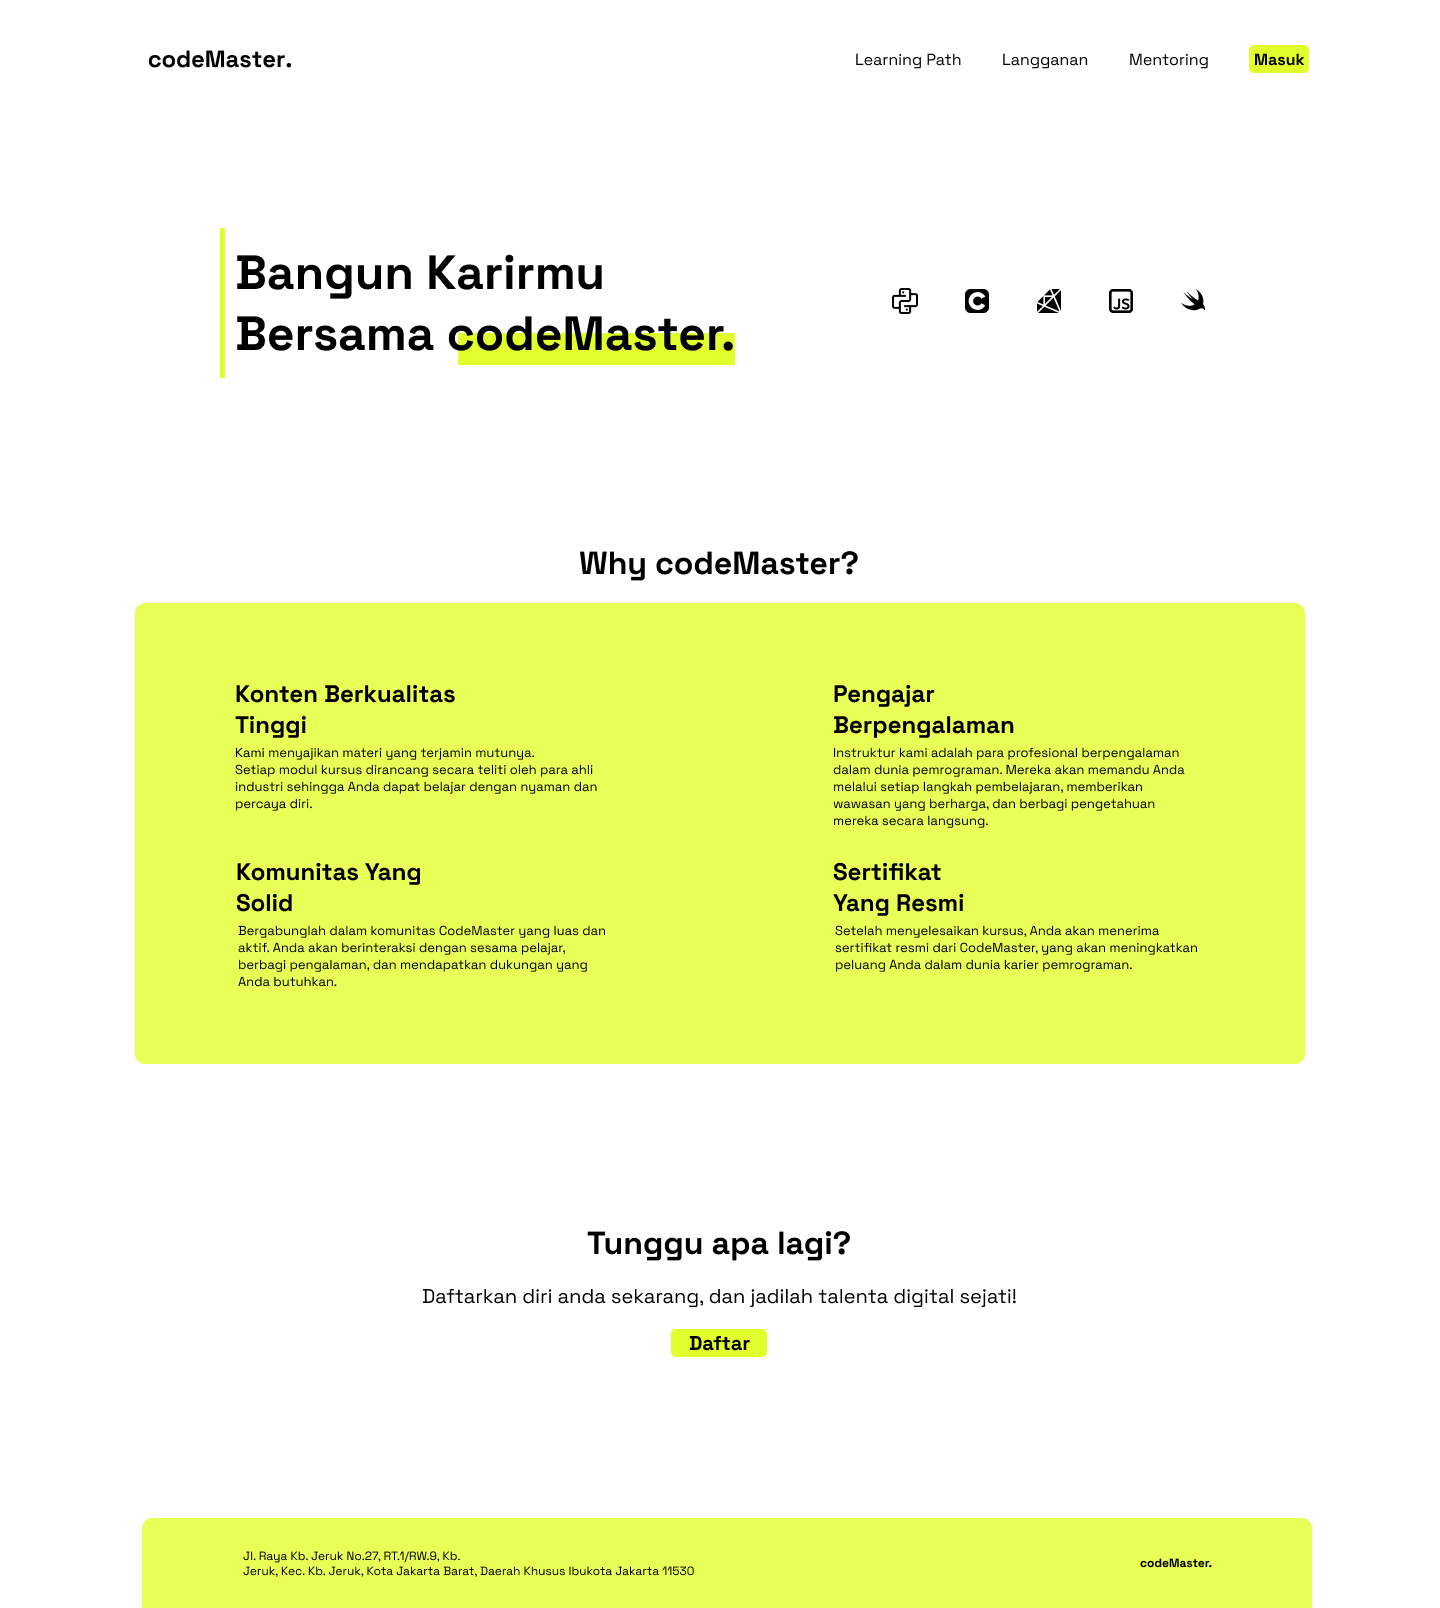 codeMaster.
Learning Path
Langganan
Mentoring
Masuk
Bangun Karirmu
Bersama codeMaster.
C
JS
Why codeMaster?
Konten Berkualitas
Tinggi
Kami menyajikan materi yang terjamin mutunya.
Setiap modul kursus dirancang secara teliti oleh para ahli
industri sehingga Anda dapat belajar dengan nyaman dan
percaya diri.
Pengajar
Berpengalaman
Instruktur kami adalah para profesional berpengalaman
dalam dunia pemrograman. Mereka akan memandu Anda
melalui setiap langkah pembelajaran, memberikan
wawasan yang berharga, dan berbagi pengetahuan
mereka secara langsung.
Komunitas Yang
Solid
Bergabunglah dalam komunitas CodeMaster yang luas dan
aktif. Anda akan berinteraksi dengan sesama pelajar,
berbagi pengalaman, dan mendapatkan dukungan yang
Anda butuhkan.
Sertifikat
Yang Resmi
Setelah menyelesaikan kursus, Anda akan menerima
sertifikat resmi dari CodeMaster, yang akan meningkatkan
peluang Anda dalam dunia karier pemrograman.
Tunggu apa lagi?
Daftarkan diri anda sekarang, dan jadilah talenta digital sejati!
Daftar
Jl. Raya Kb. Jeruk No.27, RT.1/RW.9, Kb.
Jeruk, Kec. Kb. Jeruk, Kota Jakarta Barat, Daerah Khusus Ibukota Jakarta 11530
codeMaster.